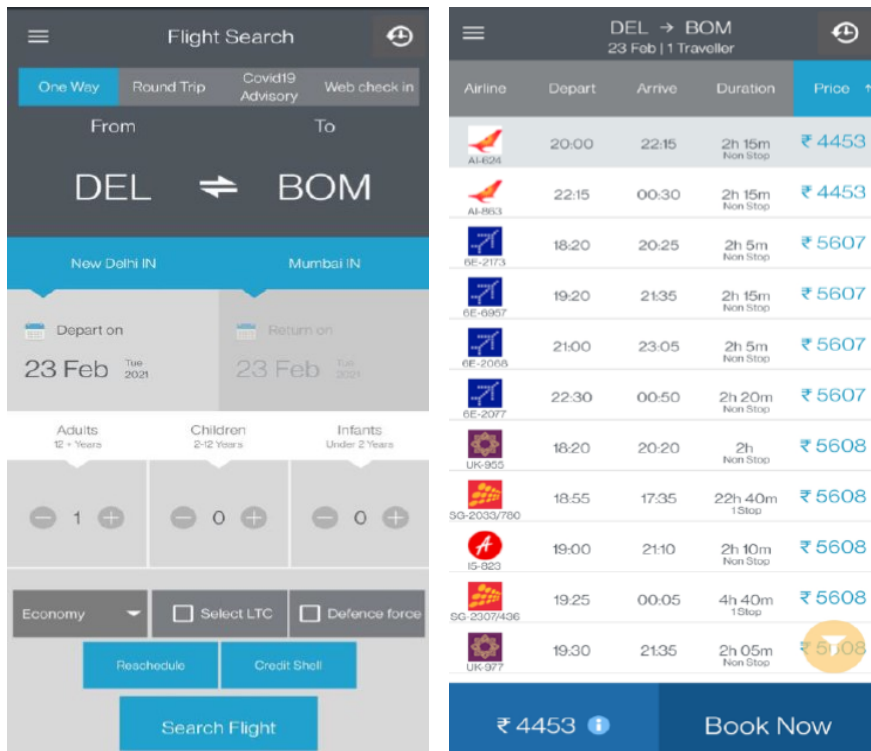 Flight Search
One Way
Round Trip
Covid19
Advisory
Web check in
From
To
DEL
BOM
New Delhi IN
Mumbai IN
Depart on
Return on
23 Feb
Tue
2021
23 Feb
Tue
2021
Adults
12 + Years
Children
2-12 Years
Infants
Under 2 Years
1
0
0
Economy
Select LTC
Defence force
Reschedule
Credit Shell
Search Flight
DEL → BOM
23 Feb | 1 Traveller
Airline Depart Arrive Duration Price ↑
20:00 22:15 2h 15m ₹ 4453
AI-624 Non Stop
22:15 00:30 2h 15m ₹ 4453
AI-863 Non Stop
18:20 20:25 2h 5m ₹ 5607
6E-2173 Non Stop
19:20 21:35 2h 15m ₹ 5607
6E-6957 Non Stop
21:00 23:05 2h 5m ₹ 5607
6E-2068 Non Stop
22:30 00:50 2h 20m ₹ 5607
6E-2077 Non Stop
18:20 20:20 2h ₹ 5608
UK-955 Non Stop
18:55 17:35 22h 40m ₹ 5608
SG-2033/780 1 Stop
19:00 21:10 2h 10m ₹ 5608
I5-823 Non Stop
19:25 00:05 4h 40m ₹ 5608
SG-2307/436 1 Stop
19:30 21:35 2h 05m ₹ 5608
UK-977 Non Stop
₹ 4453
Book Now